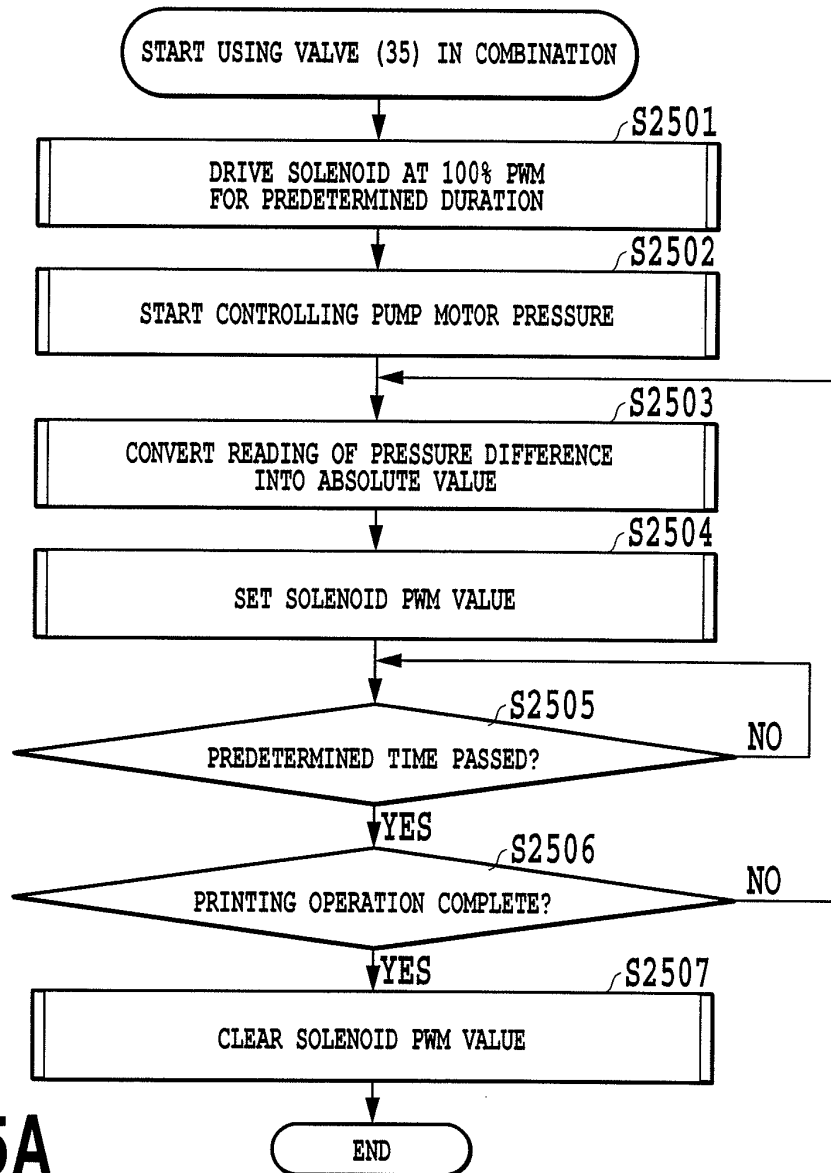 START USING VALVE (35) IN COMBINATION
S2501
DRIVE SOLENOID AT 100% PWM
FOR PREDETERMINED DURATION
S2502
START CONTROLLING PUMP MOTOR PRESSURE
S2503
CONVERT READING OF PRESSURE DIFFERENCE
INTO ABSOLUTE VALUE
S2504
SET SOLENOID PWM VALUE
S2505
PREDETERMINED TIME PASSED?
NO
YES
S2506
PRINTING OPERATION COMPLETE?
NO
YES
S2507
CLEAR SOLENOID PWM VALUE
END
5A